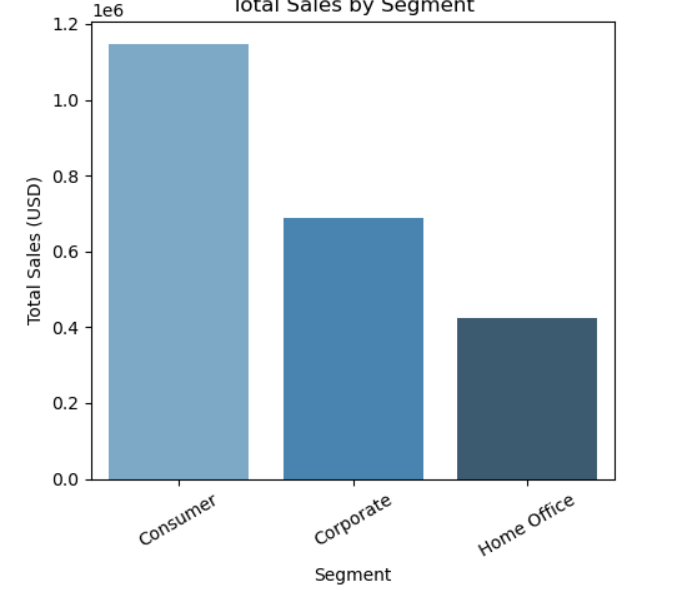 Total Sales by Segment
1e6
1.2
1.0
0.8
0.6
0.4
0.2
0.0
Total Sales (USD)
Consumer
Corporate
Home Office
Segment